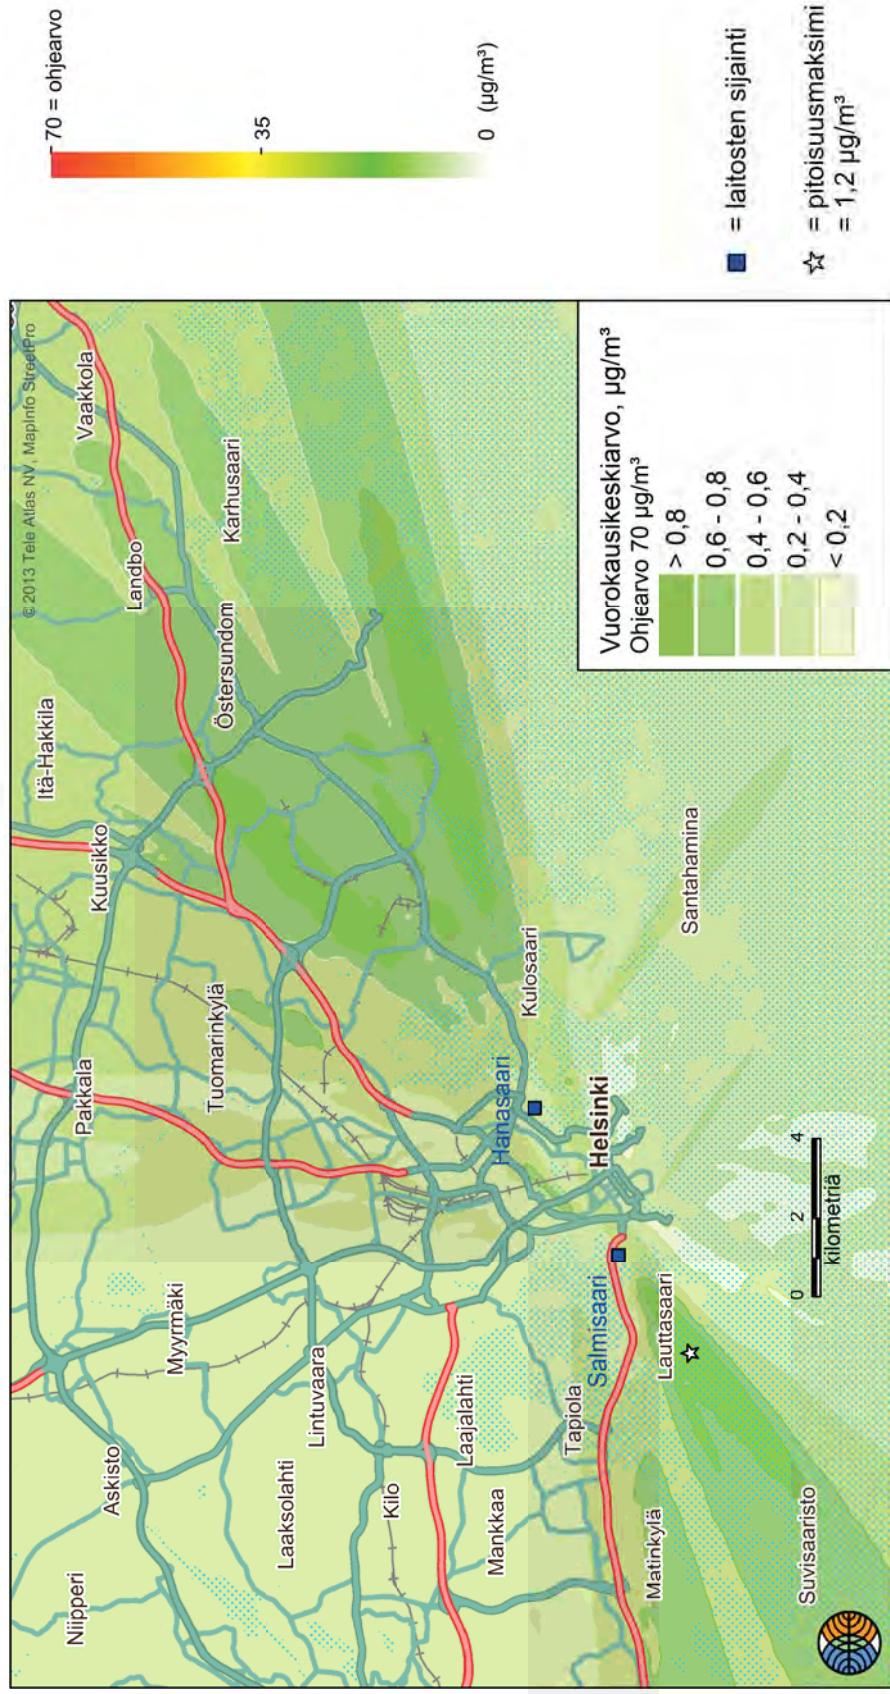 © 2013 Tele Atlas NV, MapInfo StreetPro
Vaakkola
Landbo
Karhusaari
Itä-Hakkila
Östersundom
Kuusikko
Pakkala
Tuomarinkylä
Santahamina
Kulosaari
Hanasaari
Helsinki
Myyrmäki
Askisto
Lintuvaara
Laaksolahti
Niipperi
Kilo
Laajalahti
Mankkaa
Tapiola
Salmisaari
Lauttasaari
Matinkylä
Suvisaaristo
0 2 4
kilometriä
Vuorokausikeskiarvo, µg/m³
Ohjearvo 70 µg/m³
> 0,8
0,6 - 0,8
0,4 - 0,6
0,2 - 0,4
< 0,2
70 = ohjearvo
35
0 (µg/m³)
= laitosten sijainti
= pitoisuusmaksimi
= 1,2 µg/m³